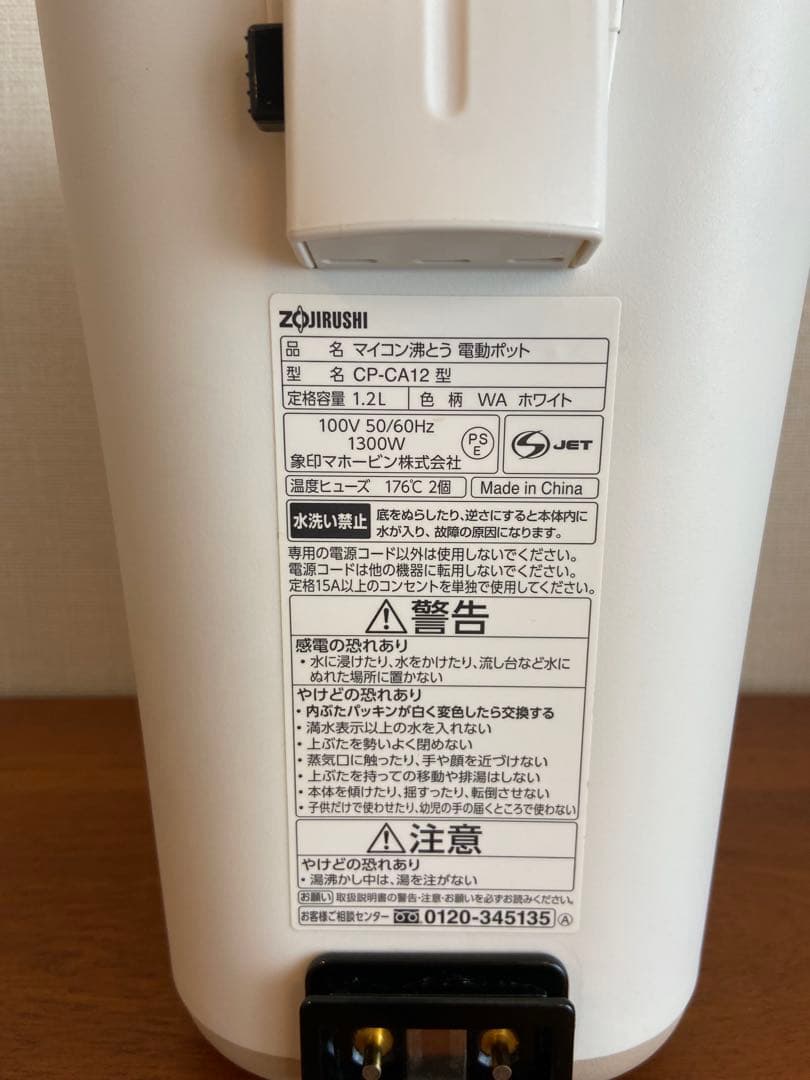 ZOJIRUSHI
品 名 マイコン沸とう 電動ポット
型 名 CP-CA12 型
定格容量 1.2L 色 柄 WA ホワイト
100V 50/60Hz
1300W
象印マホービン株式会社
PS
E
S JET
温度ヒューズ 176℃ 2個 Made in China
水洗い禁止 底をぬらしたり、逆さにすると本体内に
水が入り、故障の原因になります。
専用の電源コード以外は使用しないでください。
電源コードは他の機器に転用しないでください。
定格15A以上のコンセントを単独で使用してください。
警告
感電の恐れあり
・水に浸けたり、水をかけたり、流し台など水に
ぬれた場所に置かない
やけどの恐れあり
・内ぶたパッキンが白く変色したら交換する
・満水表示以上の水を入れない
・上ぶたを勢いよく閉めない
・蒸気口に触ったり、手や顔を近づけない
・上ぶたを持っての移動や排湯はしない
・本体を傾けたり、揺すったり、転倒させない
・子供だけで使わせたり、幼児の手の届くところで使わない
注意
やけどの恐れあり
・湯沸かし中は、湯を注がない
お願い 取扱説明書の警告・注意・お願いを必ずお読みください。
お客様ご相談センター 0120-345135 Ⓐ